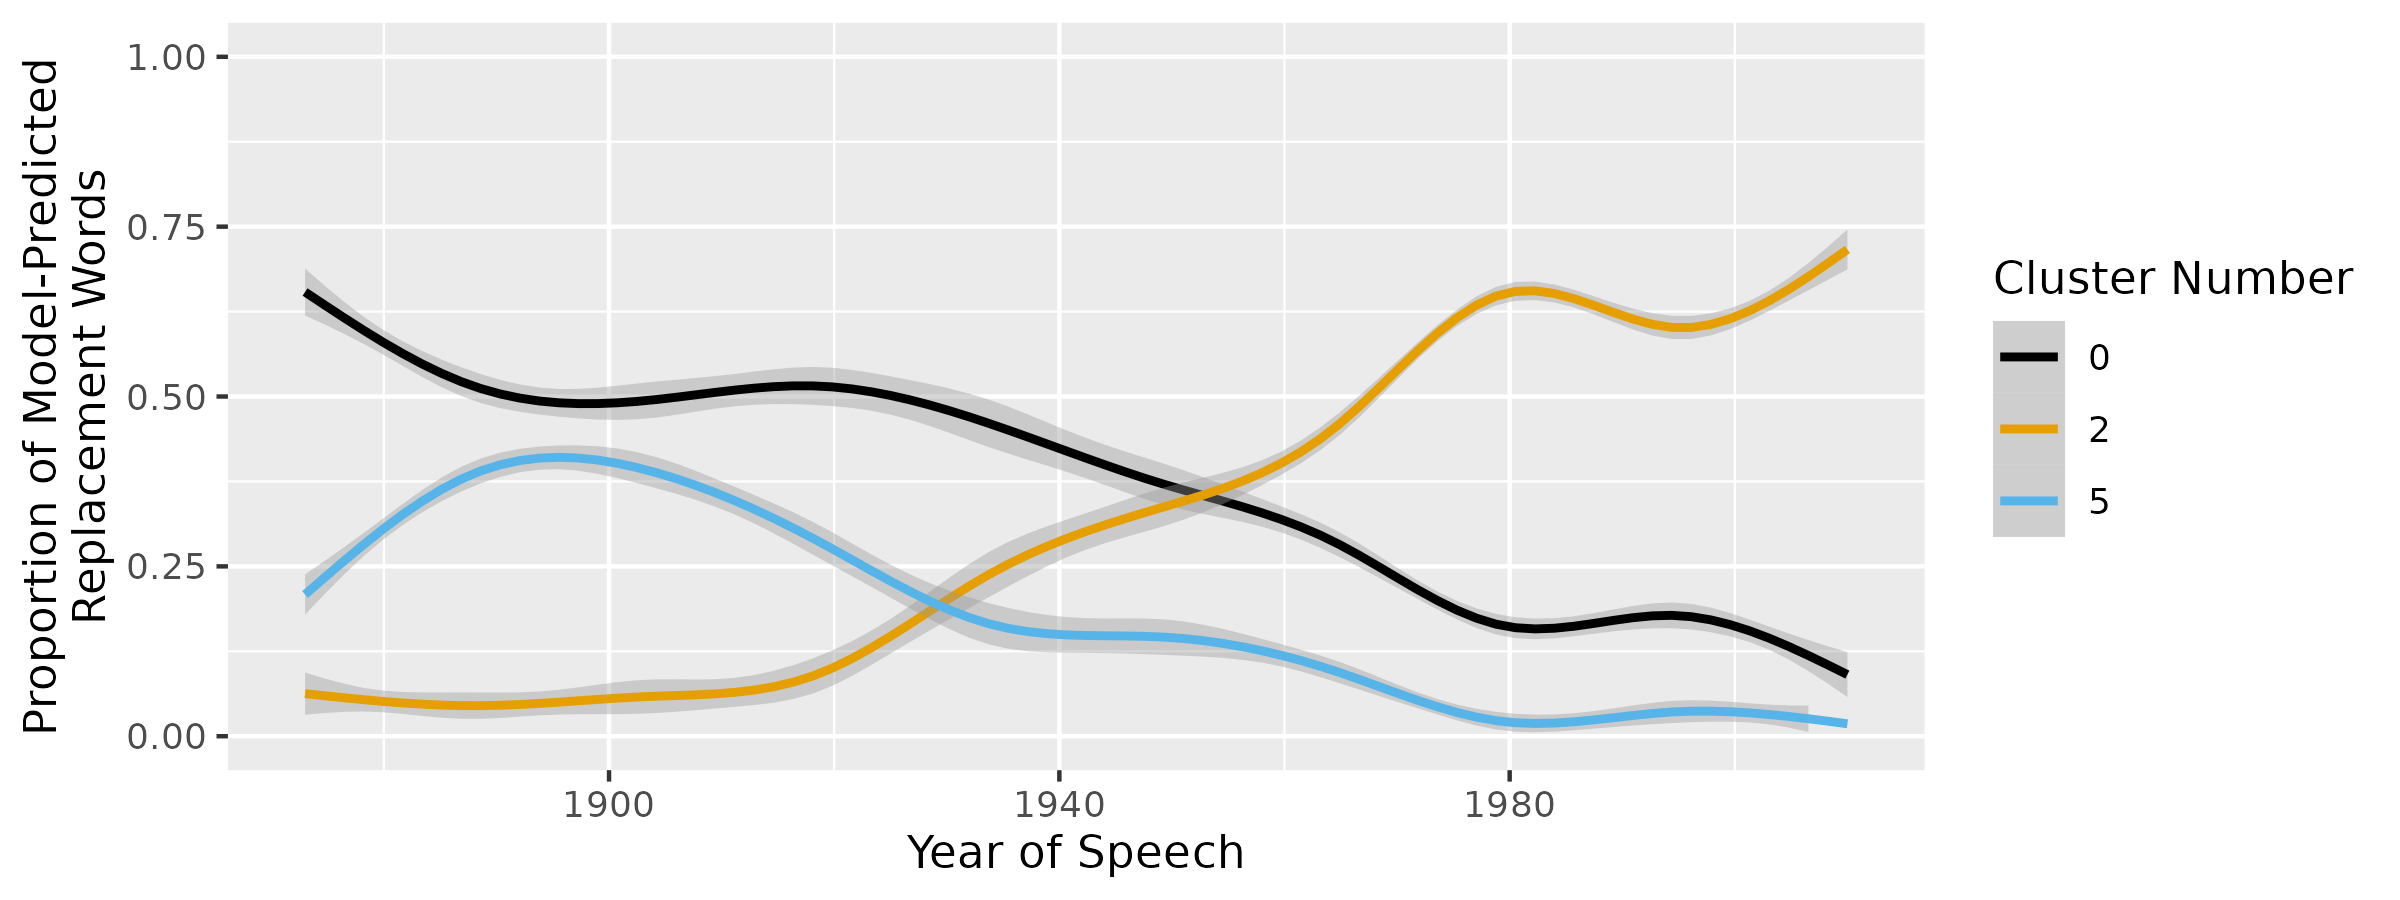 Proportion of Model-Predicted
Replacement Words
1.00
0.75
0.50
0.25
0.00
1900
1940
1980
Year of Speech
Cluster Number
0
2
5